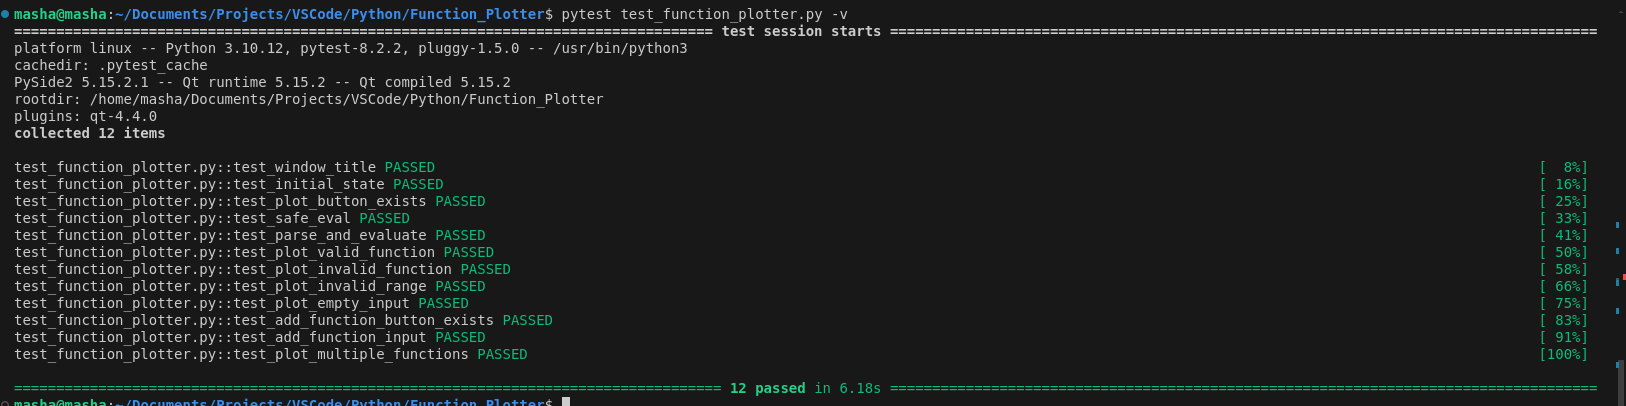 masha@masha:~/Documents/Projects/VSCode/Python/Function_Plotter$ pytest test_function_plotter.py -v
=================================================================================== test session starts ====================================================================================
platform linux -- Python 3.10.12, pytest-8.2.2, pluggy-1.5.0 -- /usr/bin/python3
cachedir: .pytest_cache
PySide2 5.15.2.1 -- Qt runtime 5.15.2 -- Qt compiled 5.15.2
rootdir: /home/masha/Documents/Projects/VSCode/Python/Function_Plotter
plugins: qt-4.4.0
collected 12 items
test_function_plotter.py::test_window_title PASSED [  8%]
test_function_plotter.py::test_initial_state PASSED [ 16%]
test_function_plotter.py::test_plot_button_exists PASSED [ 25%]
test_function_plotter.py::test_safe_eval PASSED [ 33%]
test_function_plotter.py::test_parse_and_evaluate PASSED [ 41%]
test_function_plotter.py::test_plot_valid_function PASSED [ 50%]
test_function_plotter.py::test_plot_invalid_function PASSED [ 58%]
test_function_plotter.py::test_plot_invalid_range PASSED [ 66%]
test_function_plotter.py::test_plot_empty_input PASSED [ 75%]
test_function_plotter.py::test_add_function_button_exists PASSED [ 83%]
test_function_plotter.py::test_add_function_input PASSED [ 91%]
test_function_plotter.py::test_plot_multiple_functions PASSED [100%]
==================================================================================== 12 passed in 6.18s ====================================================================================
masha@masha:~/Documents/Projects/VSCode/Python/Function_Plotter$